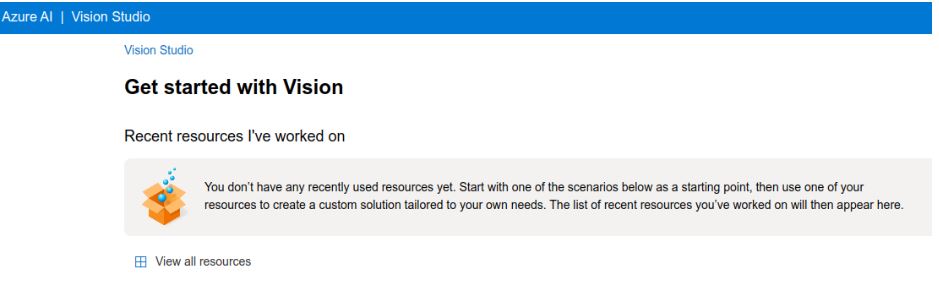 Azure AI | Vision Studio
Vision Studio
Get started with Vision
Recent resources I've worked on
You don't have any recently used resources yet. Start with one of the scenarios below as a starting point, then use one of your
resources to create a custom solution tailored to your own needs. The list of recent resources you've worked on will then appear here.
View all resources